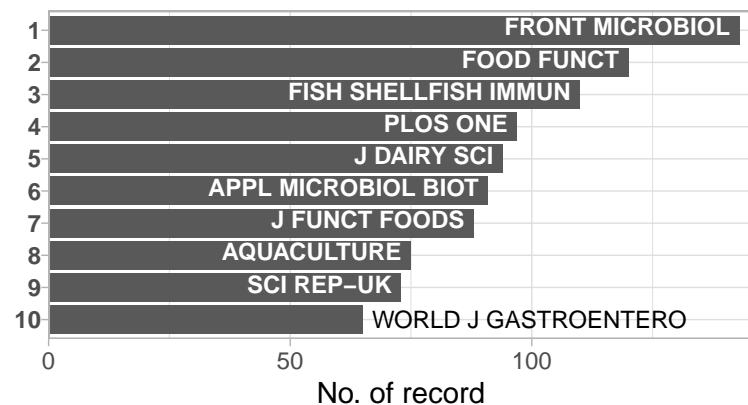 1 FRONT MICROBIOL
2 FOOD FUNCT
3 FISH SHELLFISH IMMUN
4 PLOS ONE
5 J DAIRY SCI
6 APPL MICROBIOL BIOT
7 J FUNCT FOODS
8 AQUACULTURE
9 SCI REP−UK
10 WORLD J GASTROENTERO
0 50 100
No. of record